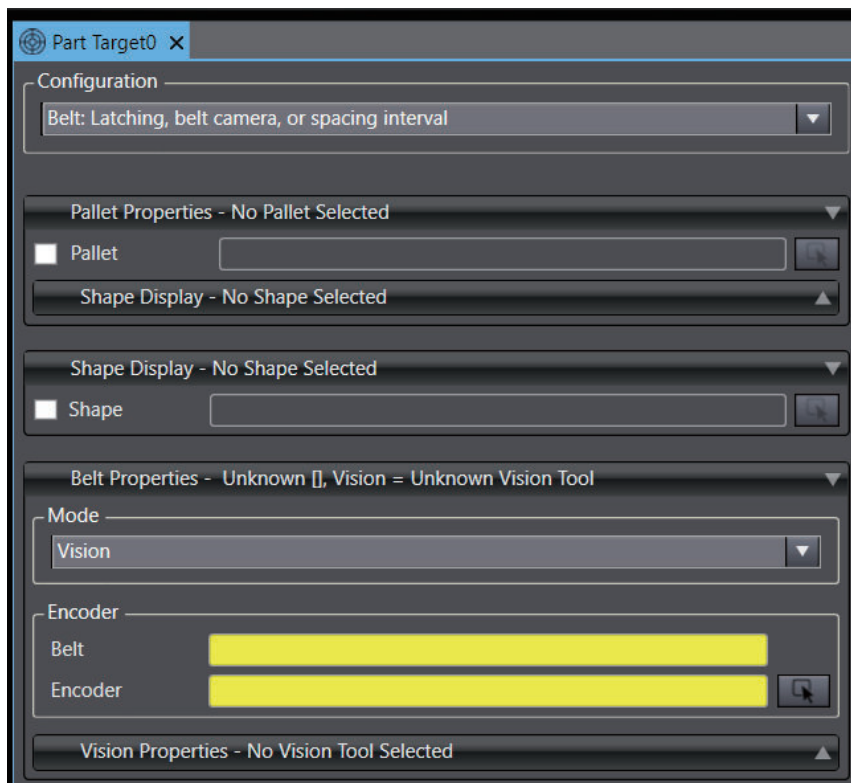 Part Target0
Configuration
Belt: Latching, belt camera, or spacing interval
Pallet Properties - No Pallet Selected
Pallet
Shape Display - No Shape Selected
Shape Display - No Shape Selected
Shape
Belt Properties -  Unknown [], Vision = Unknown Vision Tool
Mode
Vision
Encoder
Belt
Encoder
Vision Properties - No Vision Tool Selected